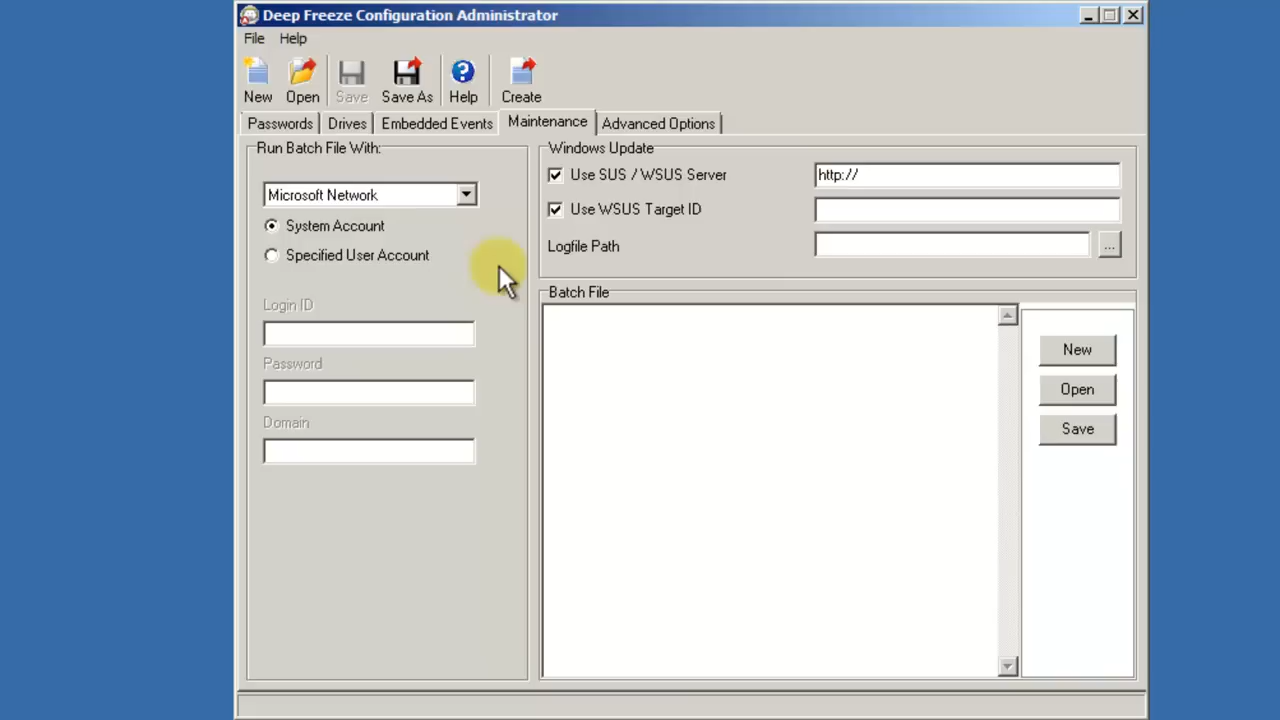 Deep Freeze Configuration Administrator
File Help
New Open Save Save As Help Create
Passwords Drives Embedded Events Maintenance Advanced Options
Run Batch File With:
Microsoft Network
System Account
Specified User Account
Login ID
Password
Domain
Windows Update
Use SUS / WSUS Server http://
Use WSUS Target ID
Logfile Path ...
Batch File
New
Open
Save